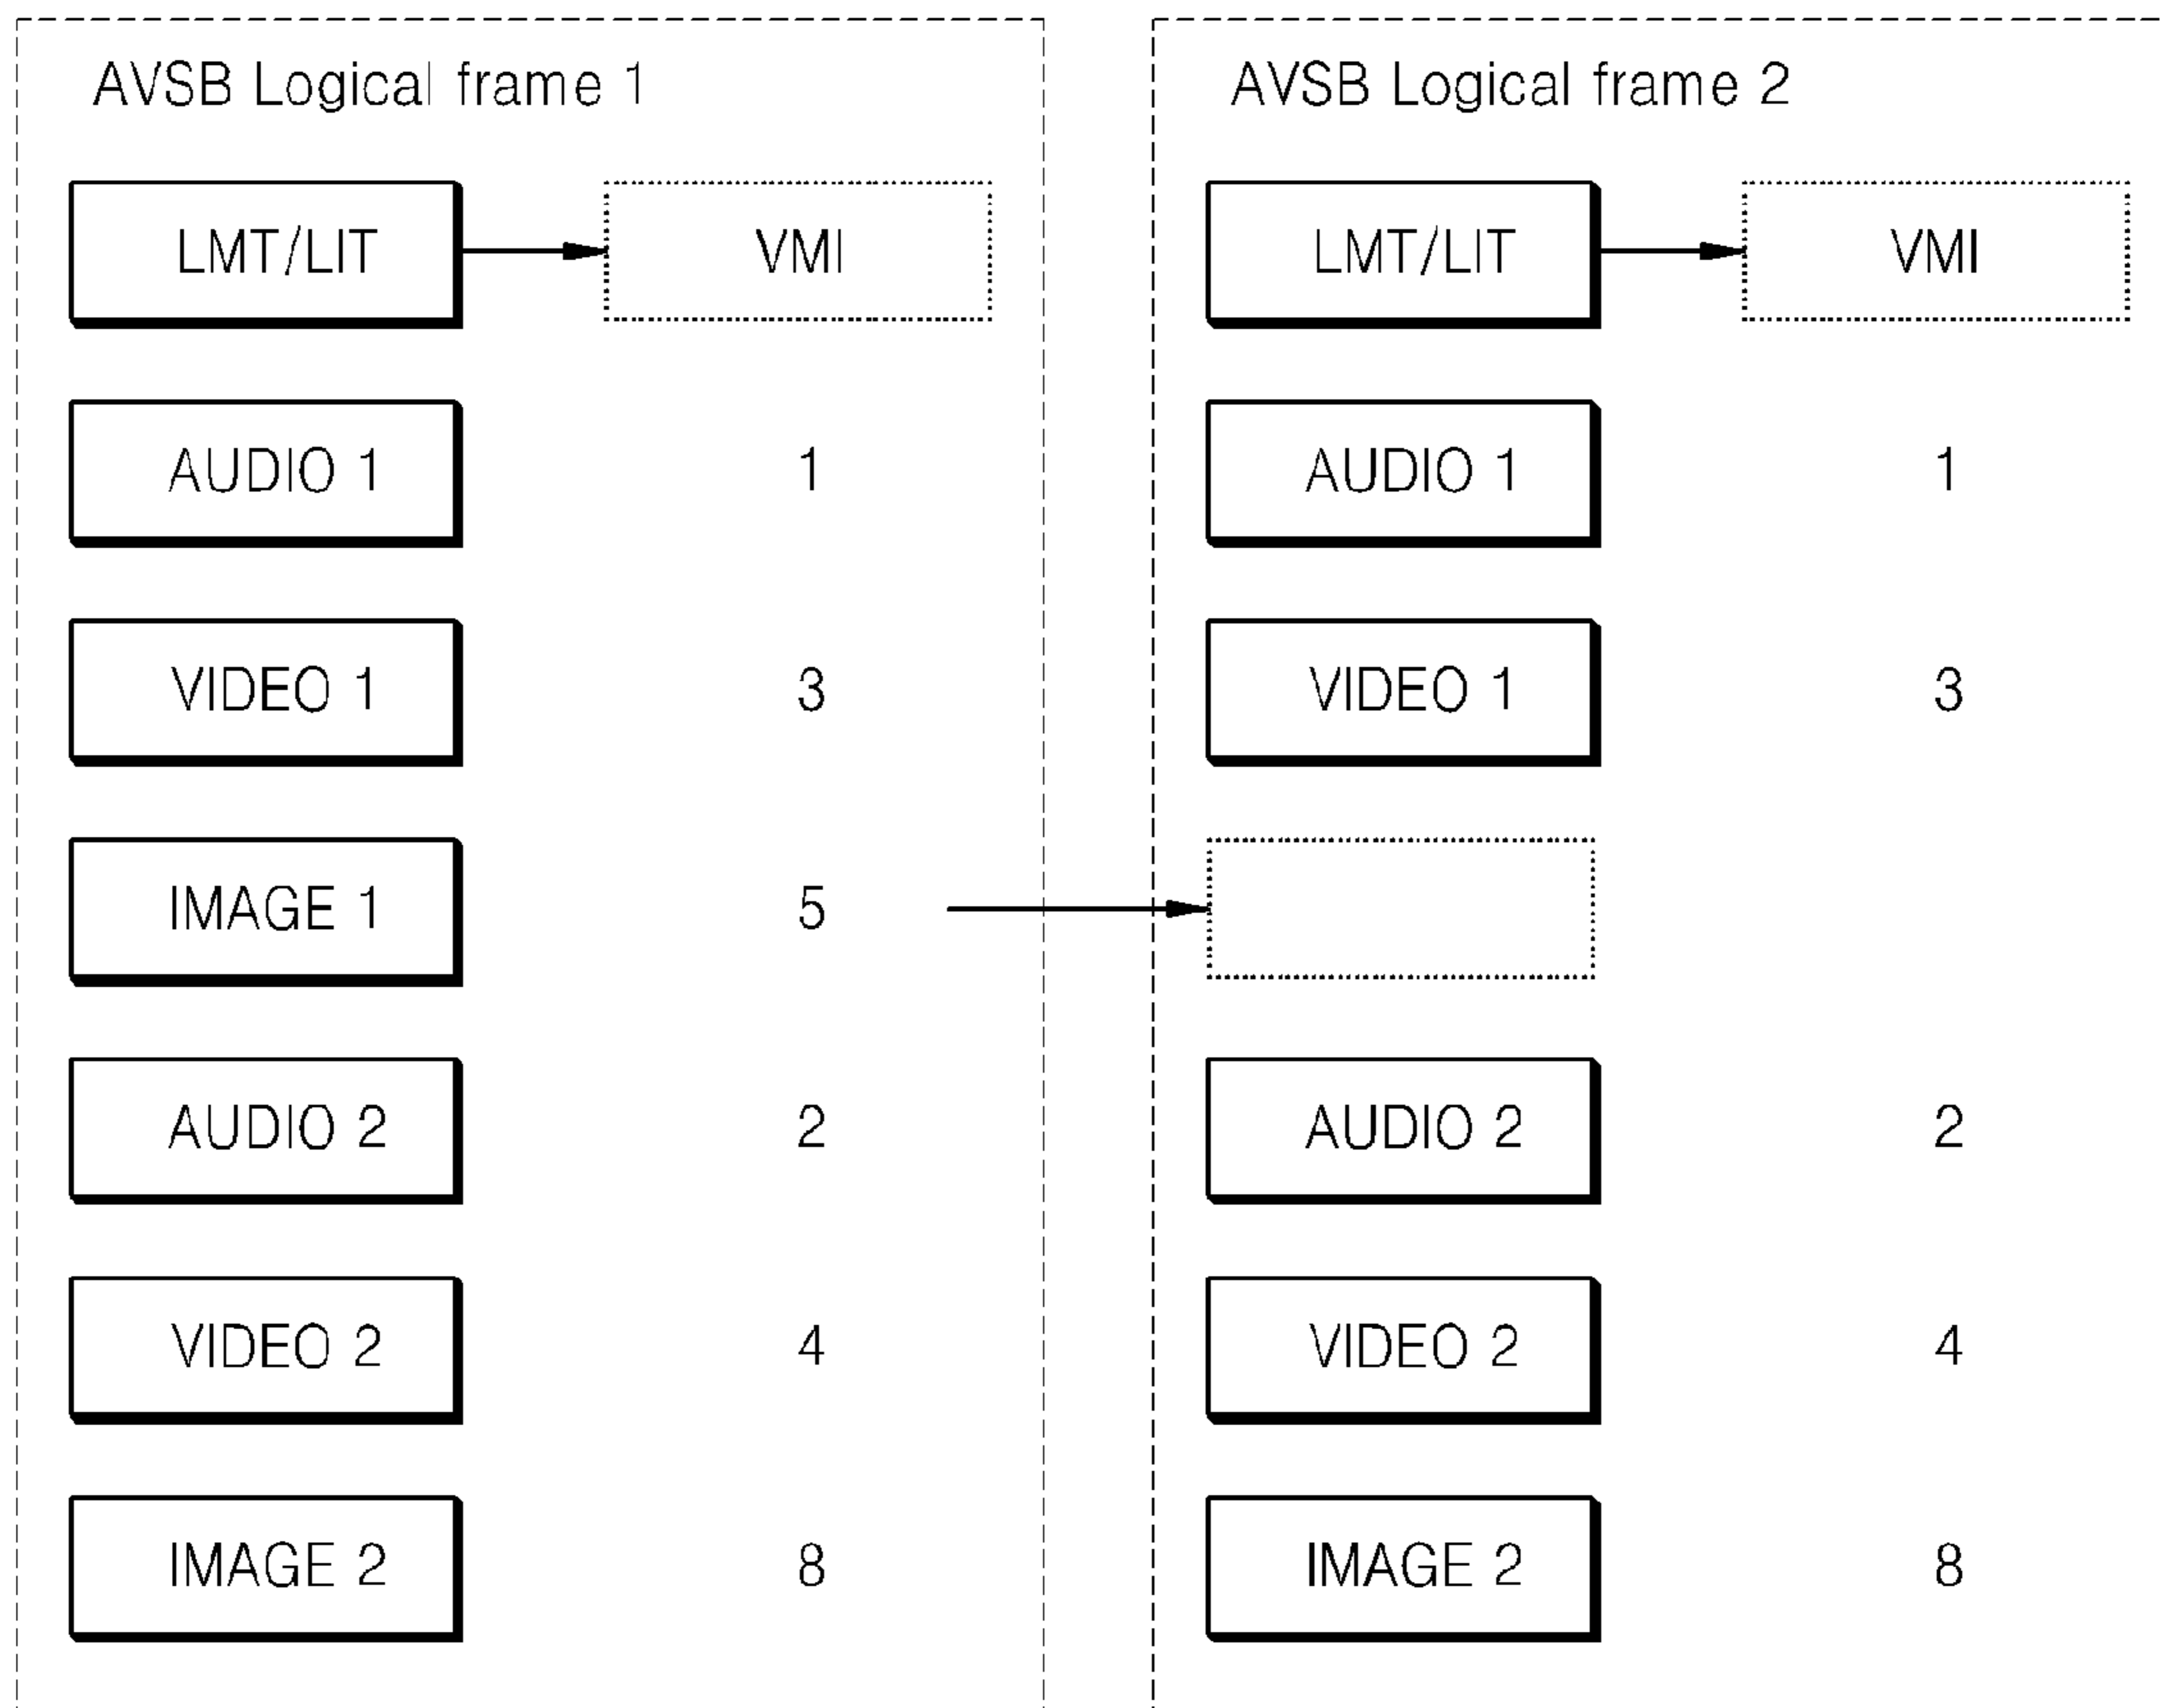 AVSB Logical frame 1
LMT/LIT
VMI
AUDIO 1
1
VIDEO 1
3
IMAGE 1
5
AUDIO 2
2
VIDEO 2
4
IMAGE 2
8
AVSB Logical frame 2
LMT/LIT
VMI
AUDIO 1
1
VIDEO 1
3
AUDIO 2
2
VIDEO 2
4
IMAGE 2
8